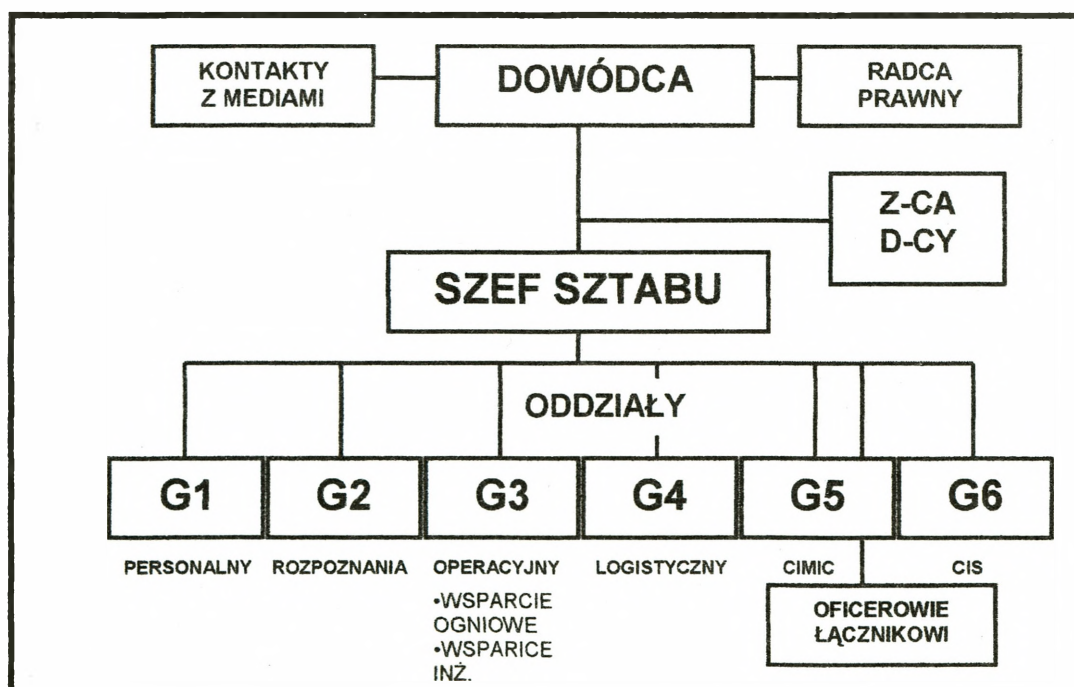 KONTAKTY
Z MEDIAMI
DOWÓDCA
RADCA
PRAWNY
Z-CA
D-CY
SZEF SZTABU
ODDZIAŁY
G1
G2
G3
G4
G5
G6
PERSONALNY
ROZPOZNANIA
OPERACYJNY
LOGISTYCZNY
CIMIC
CIS
•WSPARCIE
OGNIOWE
•WSPARICE
INŻ.
OFICEROWIE
ŁĄCZNIKOWI